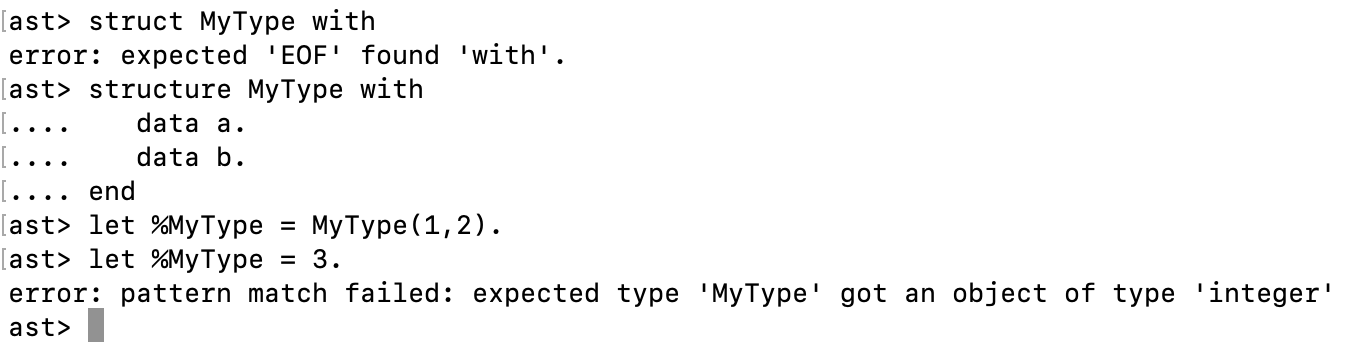 [ast> struct MyType with
error: expected 'EOF' found 'with'.
[ast> structure MyType with
[....    data a.
[....    data b.
[.... end
[ast> let %MyType = MyType(1,2).
[ast> let %MyType = 3.
error: pattern match failed: expected type 'MyType' got an object of type 'integer'
ast>